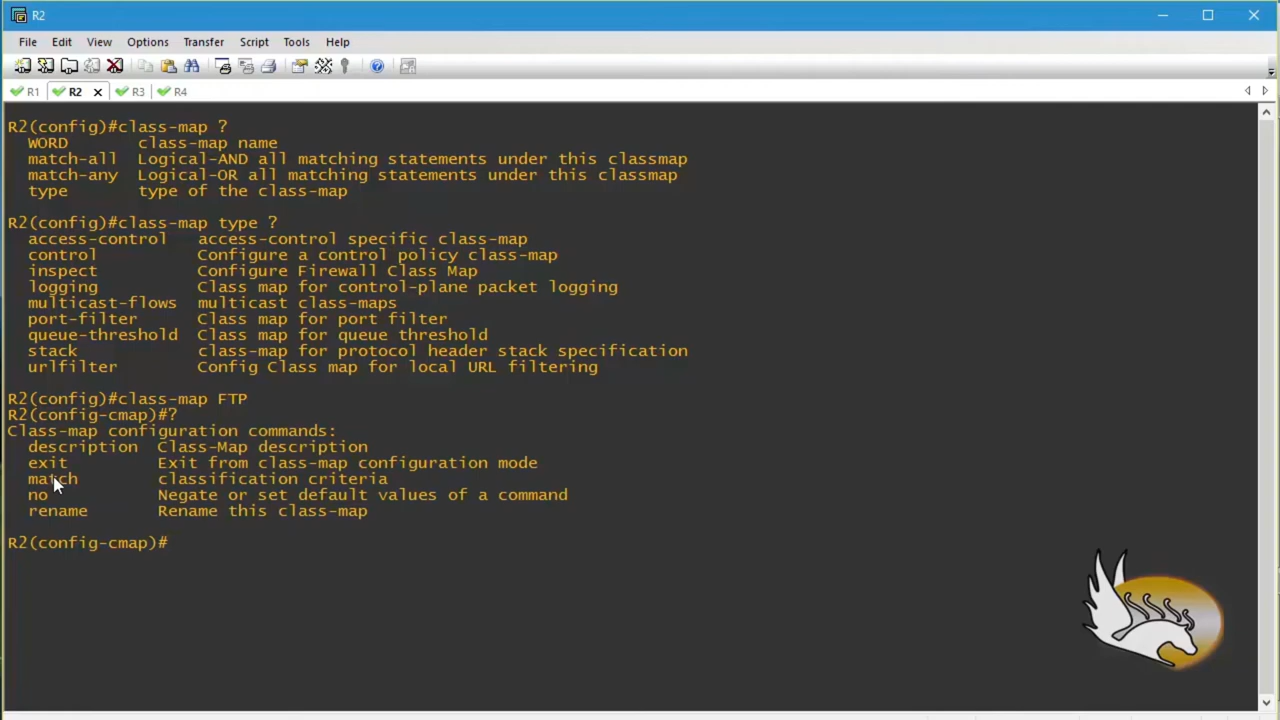 R2
File Edit View Options Transfer Script Tools Help
R1 R2 R3 R4
R2(config)#class-map ?
WORD class-map name
match-all Logical-AND all matching statements under this classmap
match-any Logical-OR all matching statements under this classmap
type type of the class-map
R2(config)#class-map type ?
access-control access-control specific class-map
control Configure a control policy class-map
inspect Configure Firewall Class Map
logging Class map for control-plane packet logging
multicast-flows multicast class-maps
port-filter Class map for port filter
queue-threshold Class map for queue threshold
stack class-map for protocol header stack specification
urlfilter Config Class map for local URL filtering
R2(config)#class-map FTP
R2(config-cmap)#?
Class-map configuration commands:
description Class-Map description
exit Exit from class-map configuration mode
match classification criteria
no Negate or set default values of a command
rename Rename this class-map
R2(config-cmap)#